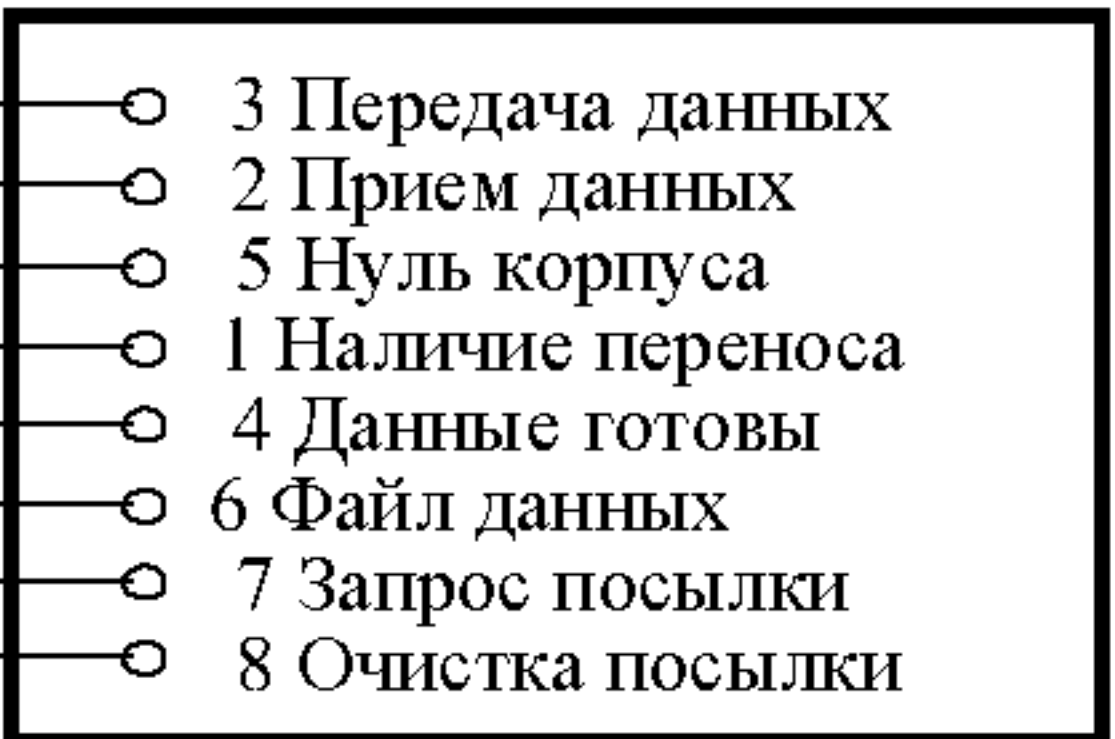 3 Передача данных
2 Прием данных
5 Нуль корпуса
1 Наличие переноса
4 Данные готовы
6 Файл данных
7 Запрос посылки
8 Очистка посылки